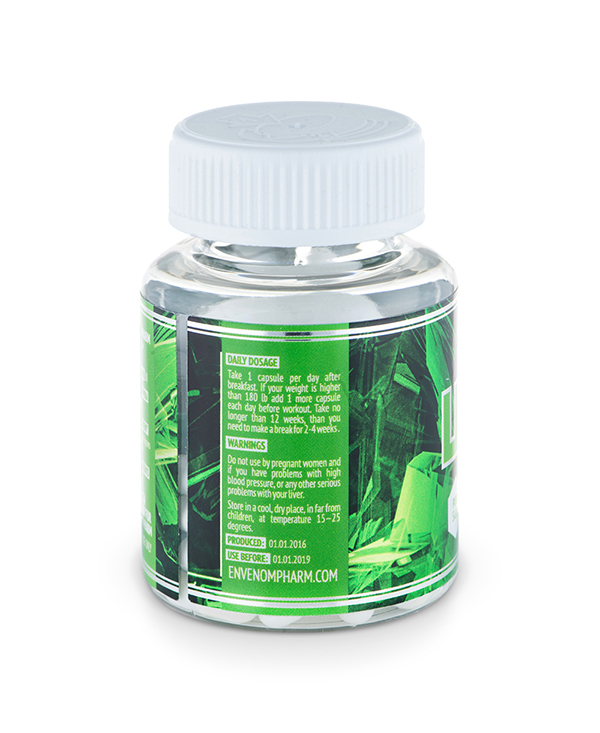 DAILY DOSAGE
Take 1 capsule per day after
breakfast. If your weight is higher
than 180 lb add 1 more capsule
each day before workout. Take no
longer than 12 weeks, than you
need to make a break for 2-4 weeks.
WARNINGS
Do not use by pregnant women and
if you have problems with high
blood pressure, or any other serious
problems with your liver.
Store in a cool, dry place, in far from
children, at temperature 15~25
degrees.
PRODUCED: 01.01.2016
USE BEFORE: 01.01.2019
ENVENOMPHARM.COM